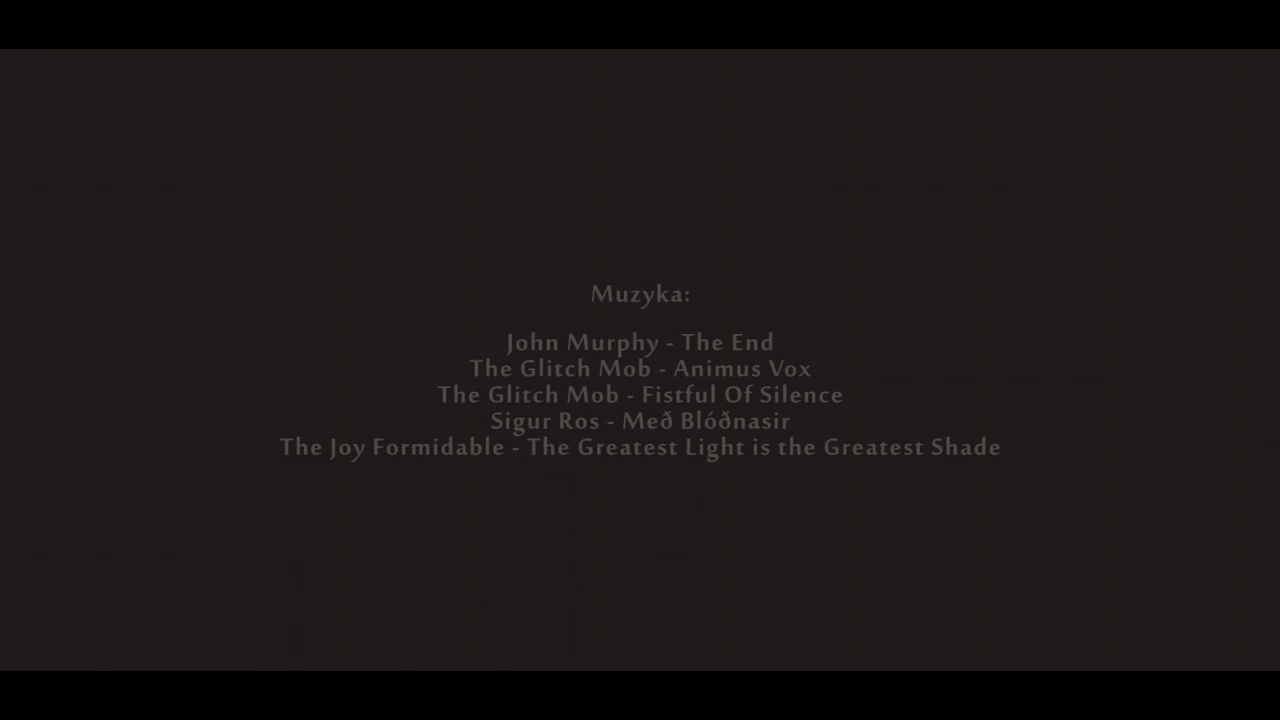 Muzyka:
John Murphy - The End
The Glitch Mob - Animus Vox
The Glitch Mob - Fistful Of Silence
Sigur Ros - Með Blóðnasir
The Joy Formidable - The Greatest Light is the Greatest Shade